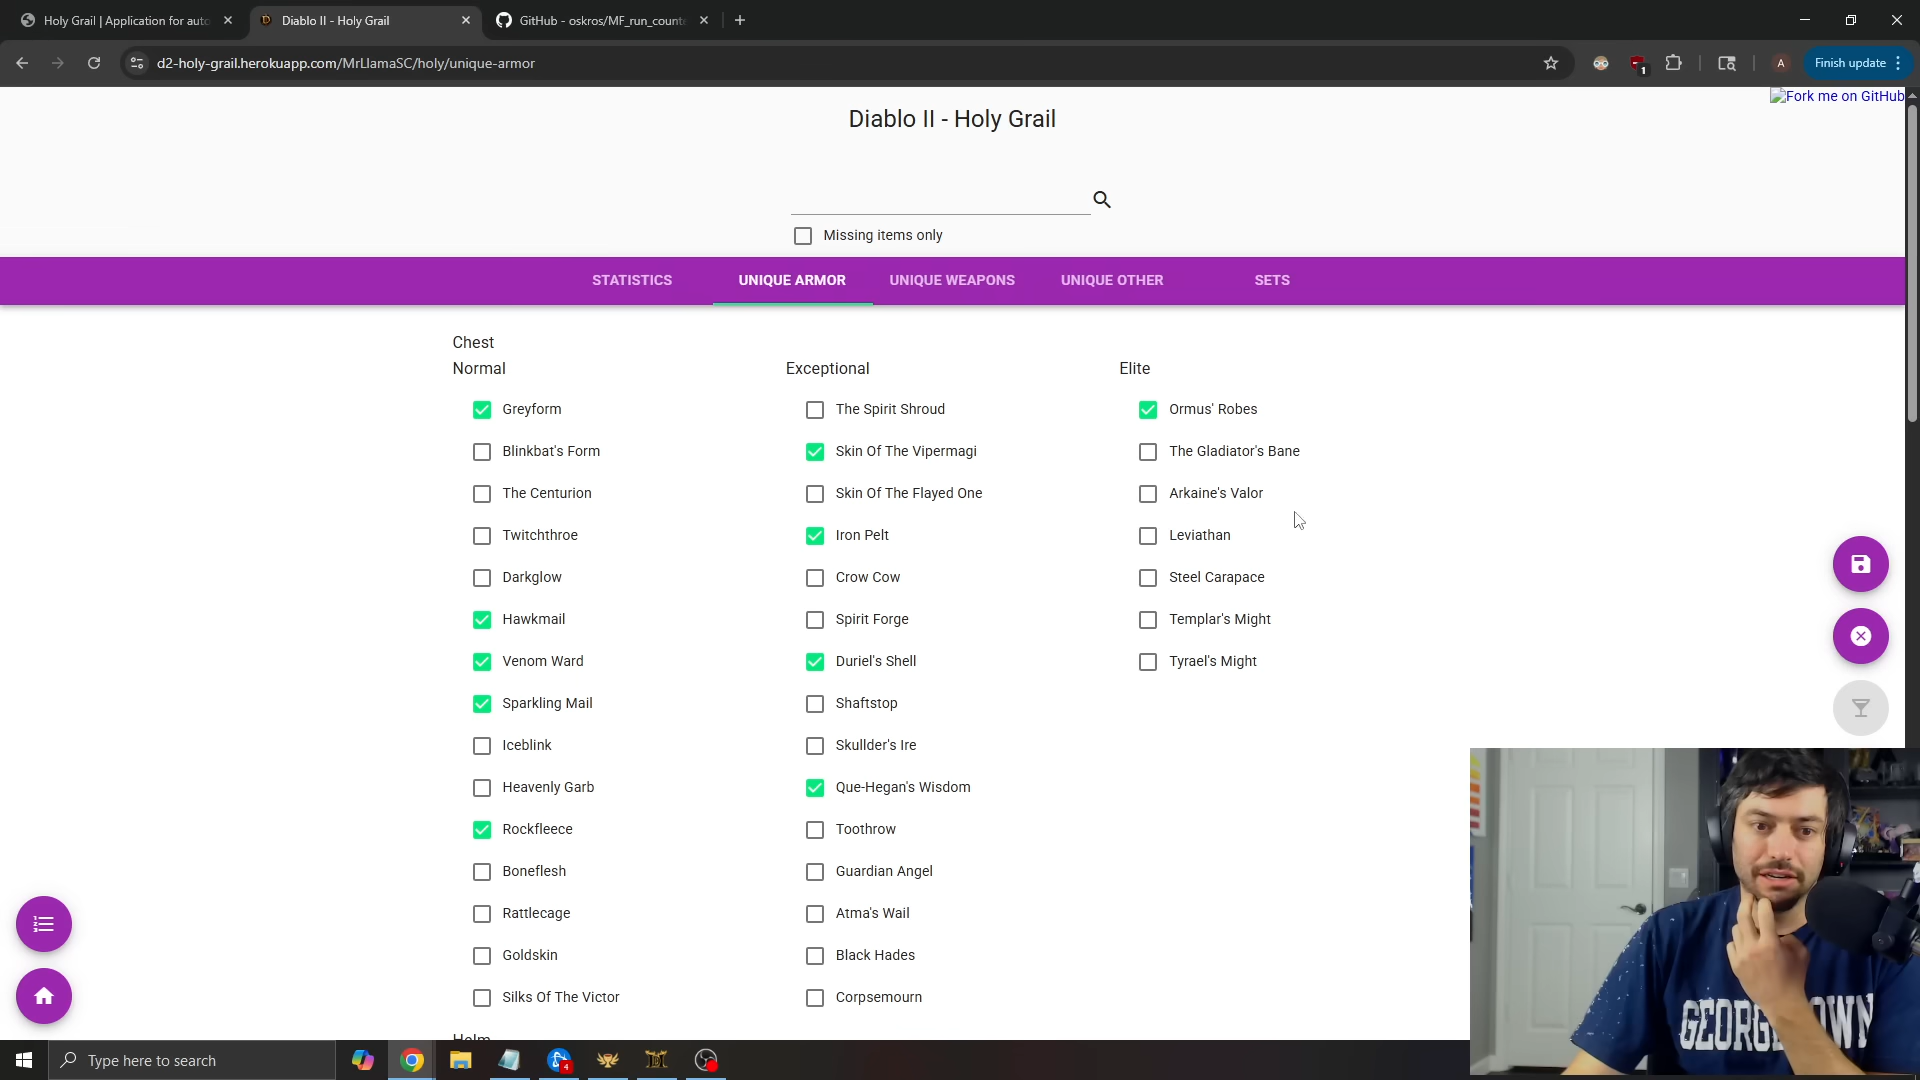 Holy Grail | Application for auto
Diablo II - Holy Grail
GitHub - oskros/MF_run_counte
d2-holy-grail.herokuapp.com/MrLlamaSC/holy/unique-armor
1
A
Finish update
Fork me on GitHub
Diablo II - Holy Grail
Missing items only
STATISTICS
UNIQUE ARMOR
UNIQUE WEAPONS
UNIQUE OTHER
SETS
Chest
Normal
Greyform
Blinkbat's Form
The Centurion
Twitchthroe
Darkglow
Hawkmail
Venom Ward
Sparkling Mail
Iceblink
Heavenly Garb
Rockfleece
Boneflesh
Rattlecage
Goldskin
Silks Of The Victor
Exceptional
The Spirit Shroud
Skin Of The Vipermagi
Skin Of The Flayed One
Iron Pelt
Crow Cow
Spirit Forge
Duriel's Shell
Shaftstop
Skullder's Ire
Que-Hegan's Wisdom
Toothrow
Guardian Angel
Atma's Wail
Black Hades
Corpsemourn
Elite
Ormus' Robes
The Gladiator's Bane
Arkaine's Valor
Leviathan
Steel Carapace
Templar's Might
Tyrael's Might
Helm
GEORGETOWN
Type here to search
4